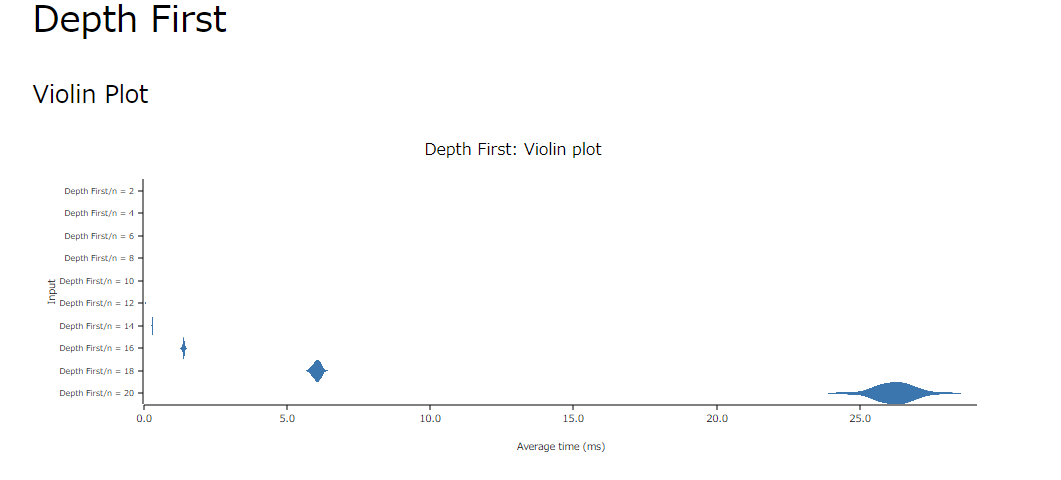 Depth First
Violin Plot
Depth First: Violin plot
Input
Depth First/n = 2
Depth First/n = 4
Depth First/n = 6
Depth First/n = 8
Depth First/n = 10
Depth First/n = 12
Depth First/n = 14
Depth First/n = 16
Depth First/n = 18
Depth First/n = 20
0.0 5.0 10.0 15.0 20.0 25.0
Average time (ms)